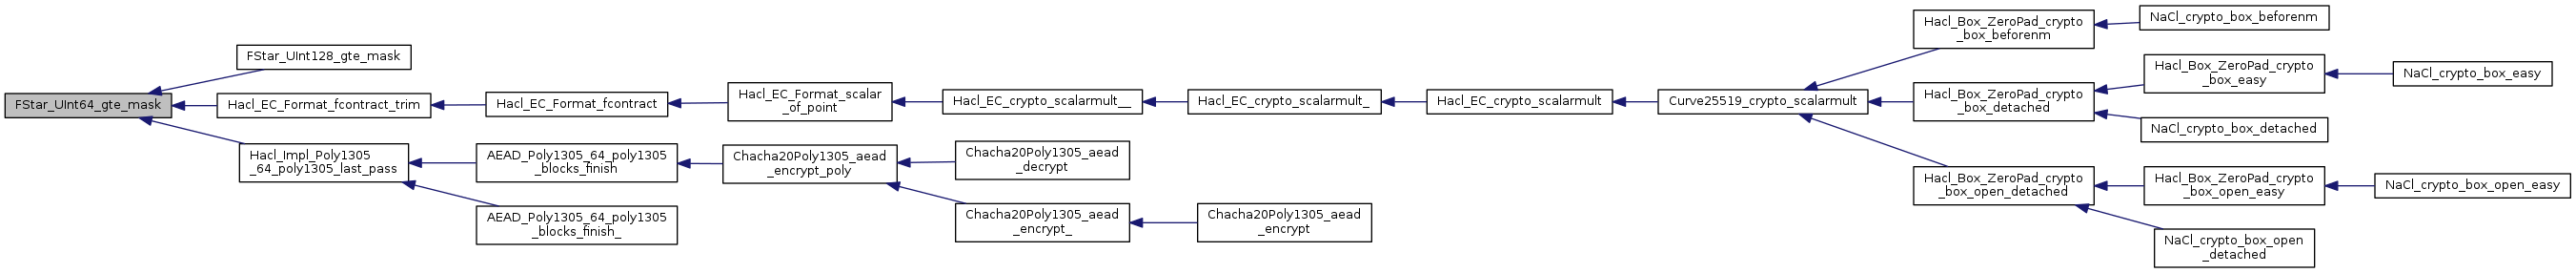 FStar_UInt64_gte_mask
FStar_UInt128_gte_mask
Hacl_EC_Format_fcontract_trim
Hacl_EC_Format_fcontract
Hacl_EC_Format_scalar
_of_point
Hacl_EC_crypto_scalarmult__
Hacl_EC_crypto_scalarmult_
Hacl_EC_crypto_scalarmult
Curve25519_crypto_scalarmult
Hacl_Box_ZeroPad_crypto
_box_beforenm
NaCl_crypto_box_beforenm
Hacl_Box_ZeroPad_crypto
_box_detached
Hacl_Box_ZeroPad_crypto
_box_easy
NaCl_crypto_box_easy
NaCl_crypto_box_detached
Hacl_Box_ZeroPad_crypto
_box_open_detached
Hacl_Box_ZeroPad_crypto
_box_open_easy
NaCl_crypto_box_open_easy
NaCl_crypto_box_open
_detached
Hacl_Impl_Poly1305
_64_poly1305_last_pass
AEAD_Poly1305_64_poly1305
_blocks_finish
Chacha20Poly1305_aead
_encrypt_poly
Chacha20Poly1305_aead
_decrypt
Chacha20Poly1305_aead
_encrypt_
Chacha20Poly1305_aead
_encrypt
AEAD_Poly1305_64_poly1305
_blocks_finish_